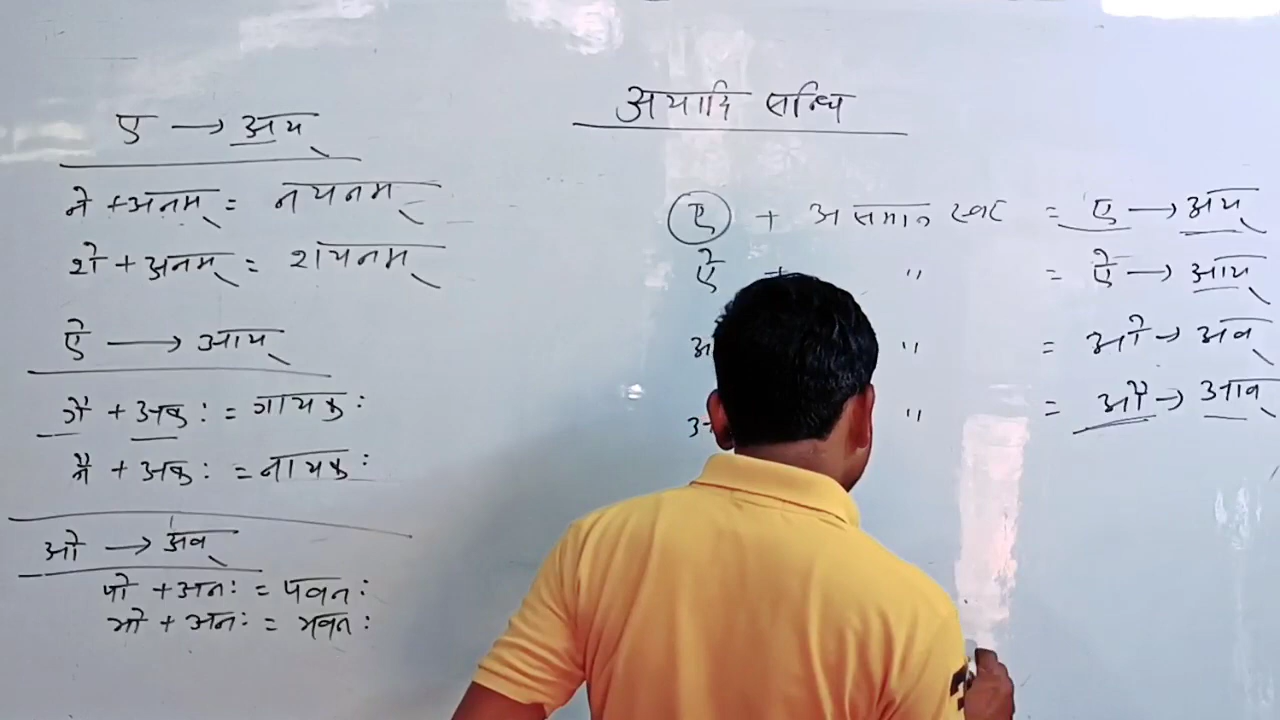 अयादि सन्धि
ए → अय्
ने + अनम् = नयनम्
शे + अनम् = शयनम्
ऐ → आय्
गै + अकः = गायकः
नै + अकः = नायकः
ओ → अव्
पो + अनः = पवनः
भो + अनः = भवनः
ए + असमान स्वर = ए → अय्
ऐ + " = ऐ → आय्
" = ओ → अव्
" = औ → आव्